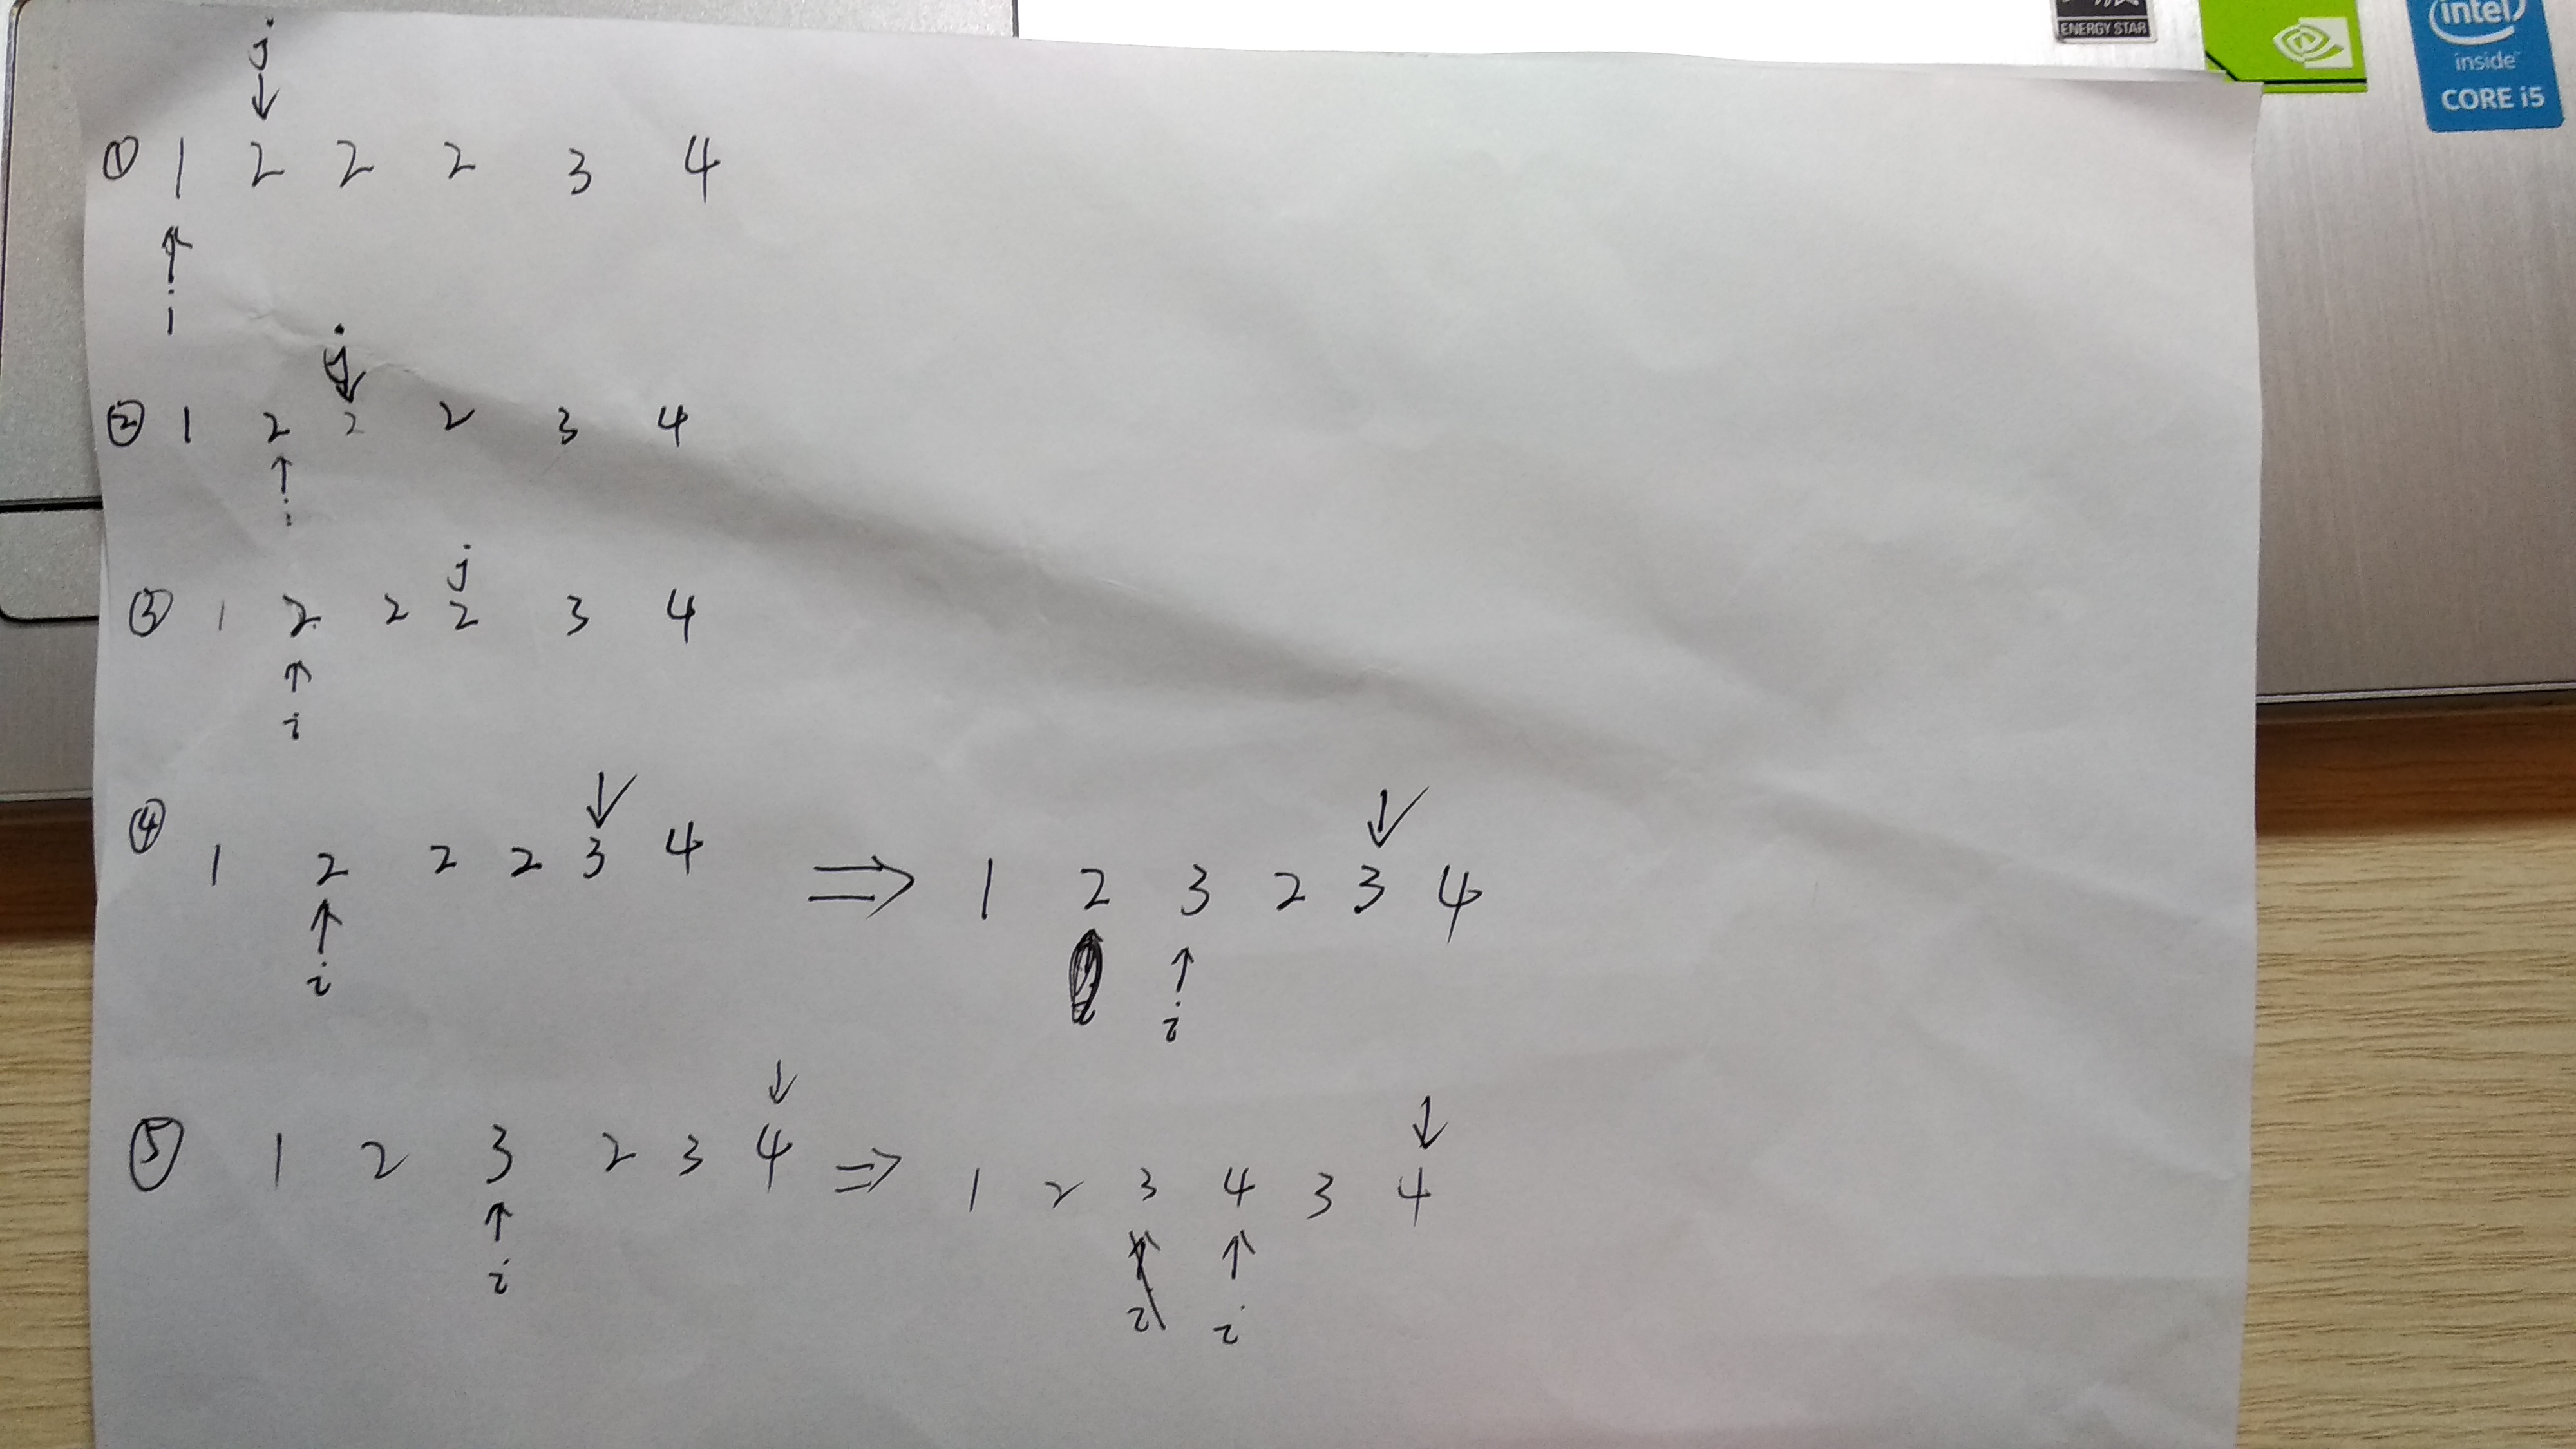 j
↓
① 1 2 2 2 3 4
↑
i
j
② 1 2 2 2 3 4
↑
i
j
③ 1 2 2 2 3 4
↑
i
↓ ↓
④ 1 2 2 2 3 4 ⇒ 1 2 3 2 3 4
↑ ↑
i i
↓ ↓
⑤ 1 2 3 2 3 4 ⇒ 1 2 3 4 3 4
↑ ↑
i i
ENERGY STAR
intel
inside™
CORE i5